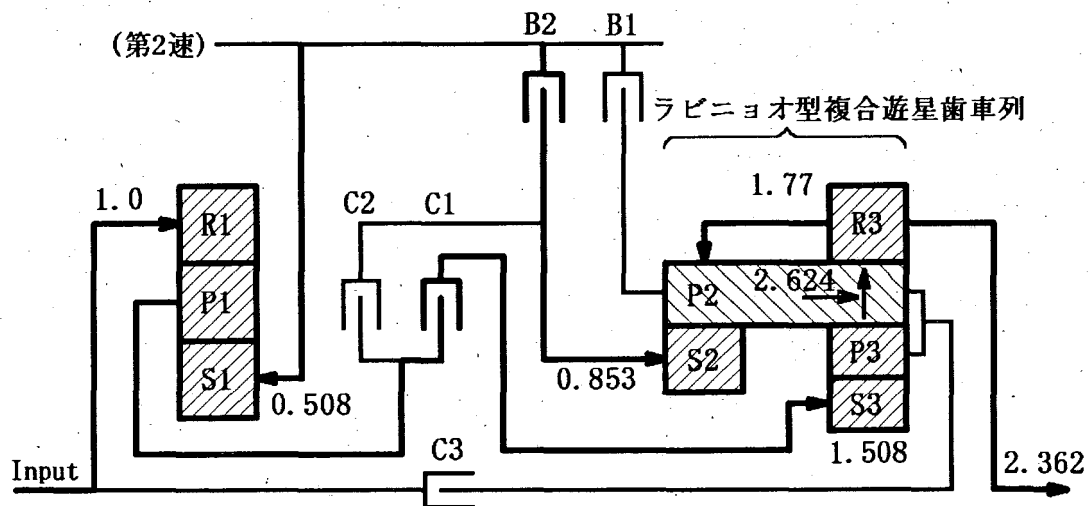 B2 B1
(第2速)
ラビニョオ型複合遊星歯車列
1.0
C2 C1
1.77
R1
R3
P1
P2
2.624
S1
0.508
S2
P3
0.853
S3
1.508
C3
Input
2.362